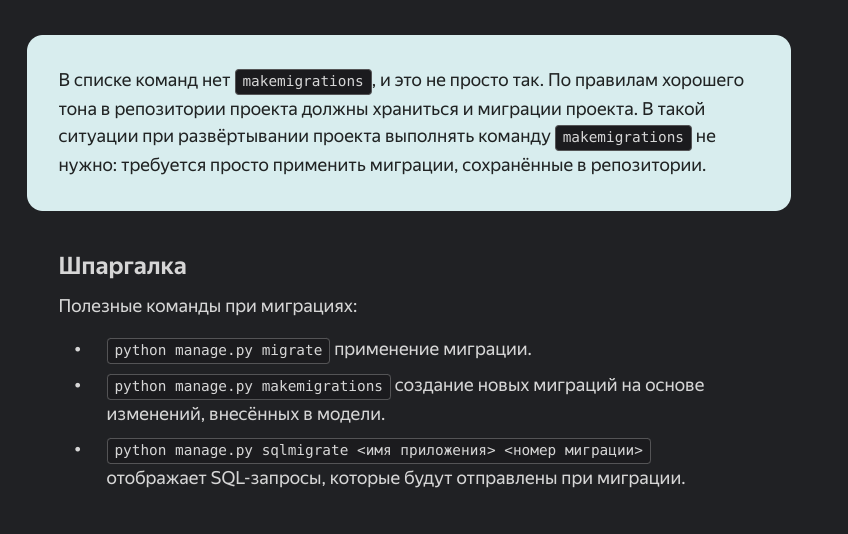 В списке команд нет makemigrations, и это не просто так. По правилам хорошего
тона в репозитории проекта должны храниться и миграции проекта. В такой
ситуации при развёртывании проекта выполнять команду makemigrations не
нужно: требуется просто применить миграции, сохранённые в репозитории.
Шпаргалка
Полезные команды при миграциях:
• python manage.py migrate применение миграции.
• python manage.py makemigrations создание новых миграций на основе
изменений, внесённых в модели.
• python manage.py sqlmigrate <имя приложения> <номер миграции>
отображает SQL-запросы, которые будут отправлены при миграции.